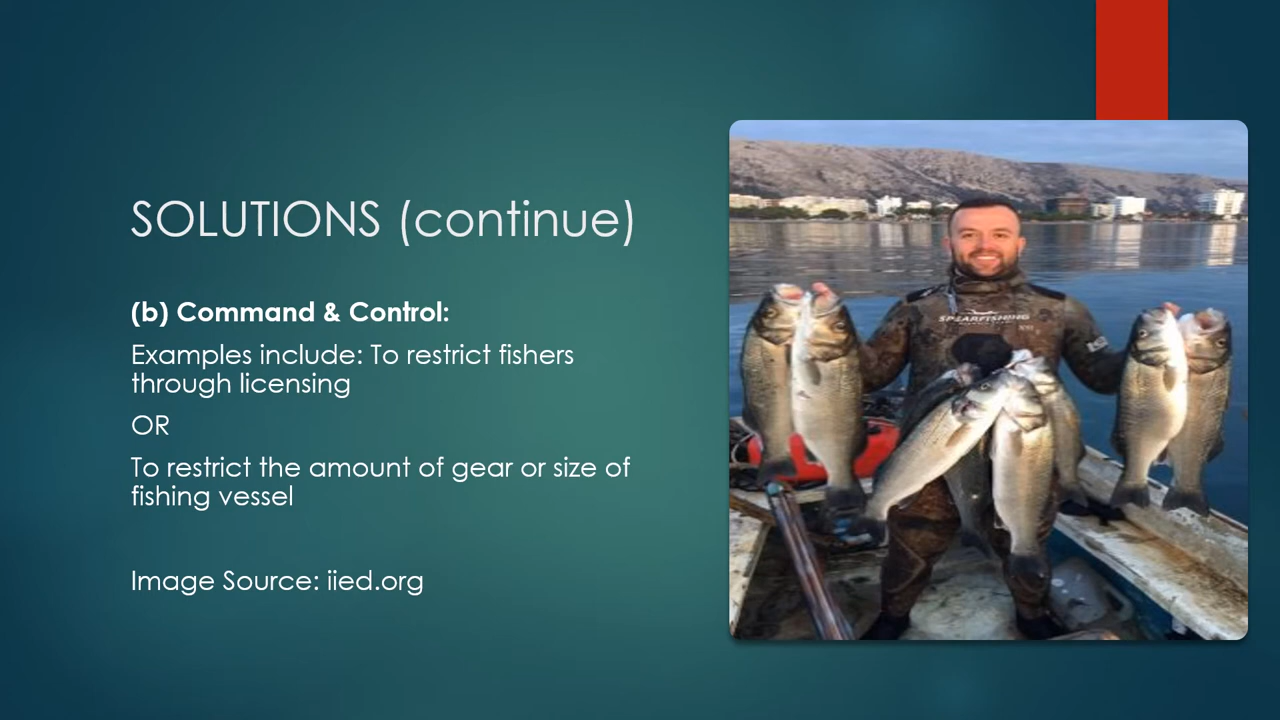 SOLUTIONS (continue)
(b) Command & Control:
Examples include: To restrict fishers
through licensing
OR
To restrict the amount of gear or size of
fishing vessel
Image Source: iied.org
SPEARFISHING